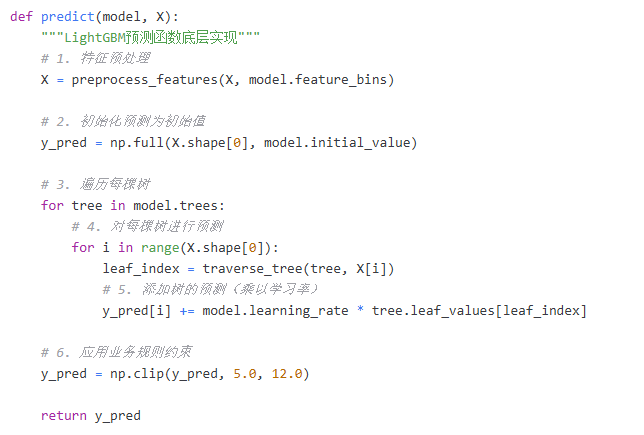 def predict(model, X):
    """LightGBM预测函数底层实现"""
    # 1. 特征预处理
    X = preprocess_features(X, model.feature_bins)
    # 2. 初始化预测为初始值
    y_pred = np.full(X.shape[0], model.initial_value)
    # 3. 遍历每棵树
    for tree in model.trees:
        # 4. 对每棵树进行预测
        for i in range(X.shape[0]):
            leaf_index = traverse_tree(tree, X[i])
            # 5. 添加树的预测（乘以学习率）
            y_pred[i] += model.learning_rate * tree.leaf_values[leaf_index]
    # 6. 应用业务规则约束
    y_pred = np.clip(y_pred, 5.0, 12.0)
    return y_pred